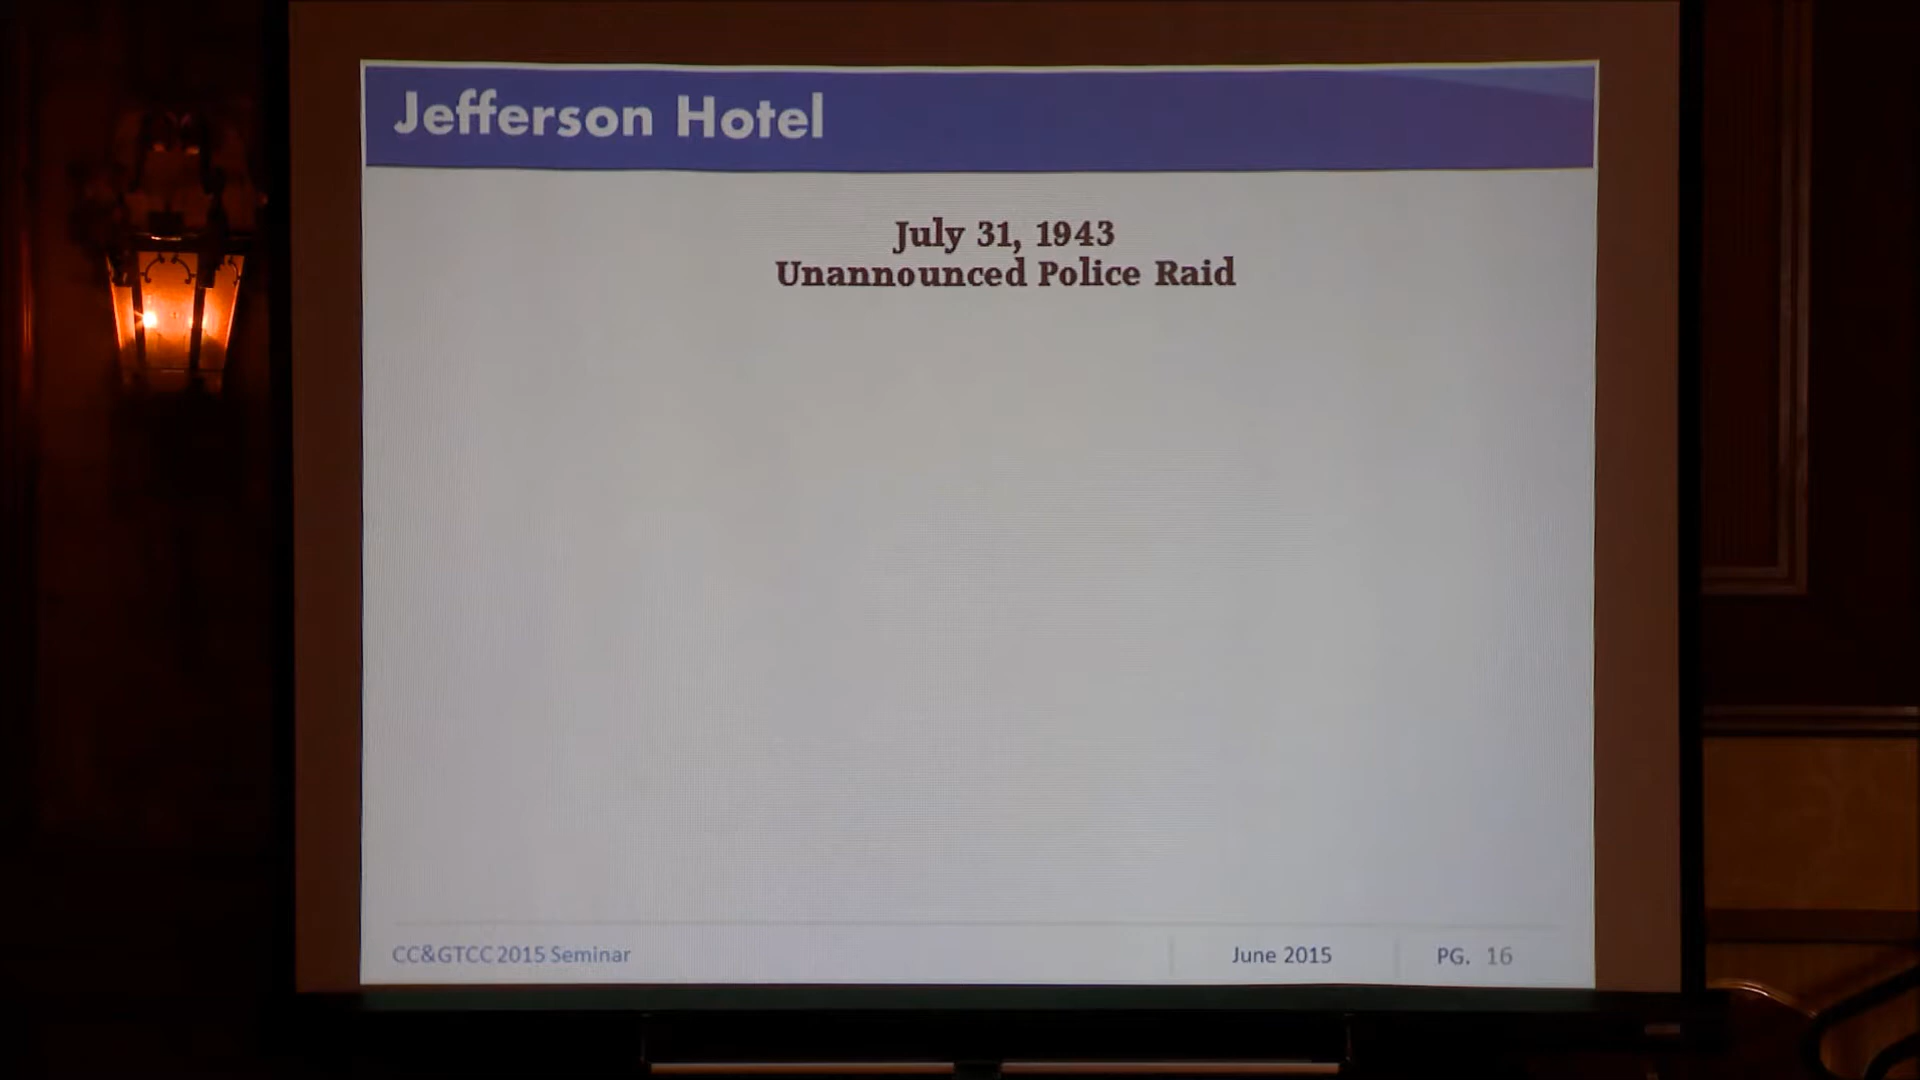 Jefferson Hotel
July 31, 1943
Unannounced Police Raid
CC&GTCC 2015 Seminar
June 2015
PG. 16